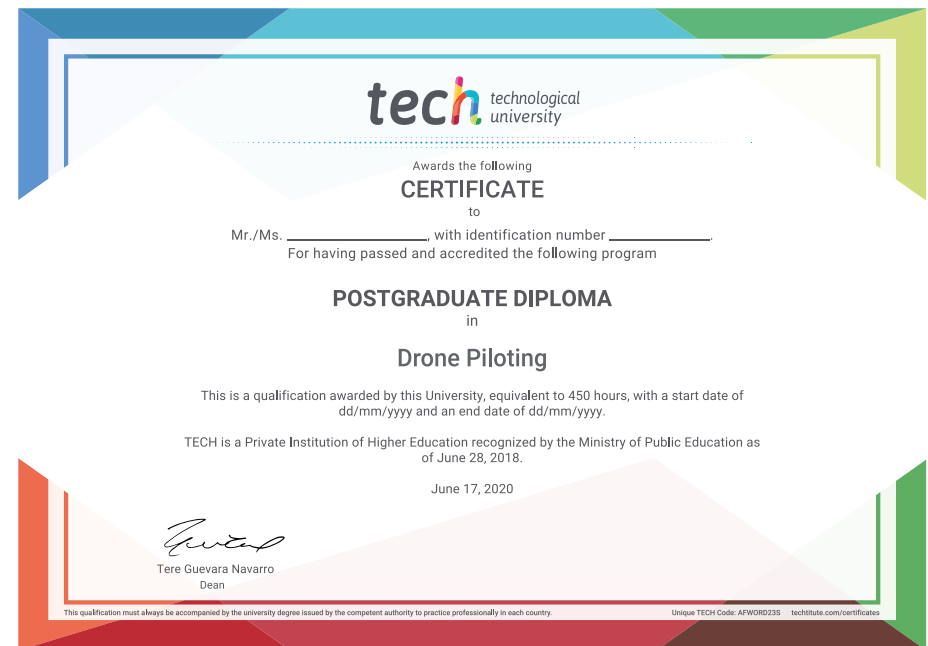 tech technological
university
Awards the following
CERTIFICATE
to
Mr./Ms. ____________________, with identification number ______________.
For having passed and accredited the following program
POSTGRADUATE DIPLOMA
in
Drone Piloting
This is a qualification awarded by this University, equivalent to 450 hours, with a start date of
dd/mm/yyyy and an end date of dd/mm/yyyy.
TECH is a Private Institution of Higher Education recognized by the Ministry of Public Education as
of June 28, 2018.
June 17, 2020
Tere Guevara Navarro
Dean
This qualification must always be accompanied by the university degree issued by the competent authority to practice professionally in each country. Unique TECH Code: AFWORD23S techtitute.com/certificates